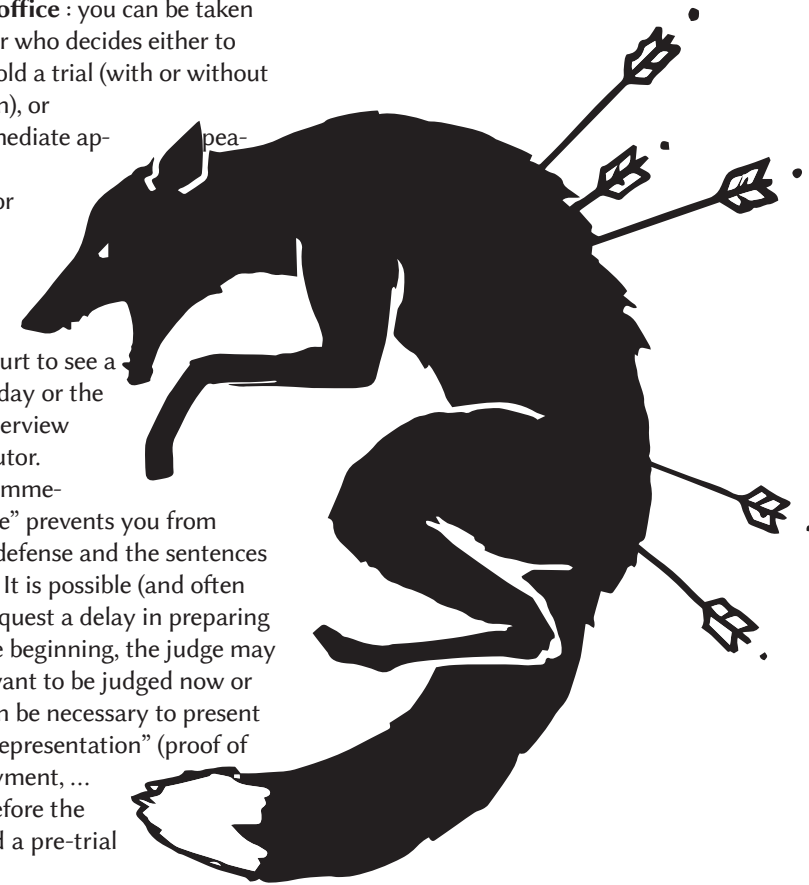 office : you can be taken
r who decides either to
old a trial (with or without
n), or
nediate ap- pea-
or
urt to see a
day or the
erview
utor.
mme-
e” prevents you from
defense and the sentences
It is possible (and often
quest a delay in preparing
e beginning, the judge may
vant to be judged now or
n be necessary to present
epresentation” (proof of
yment, ...
efore the
d a pre-trial